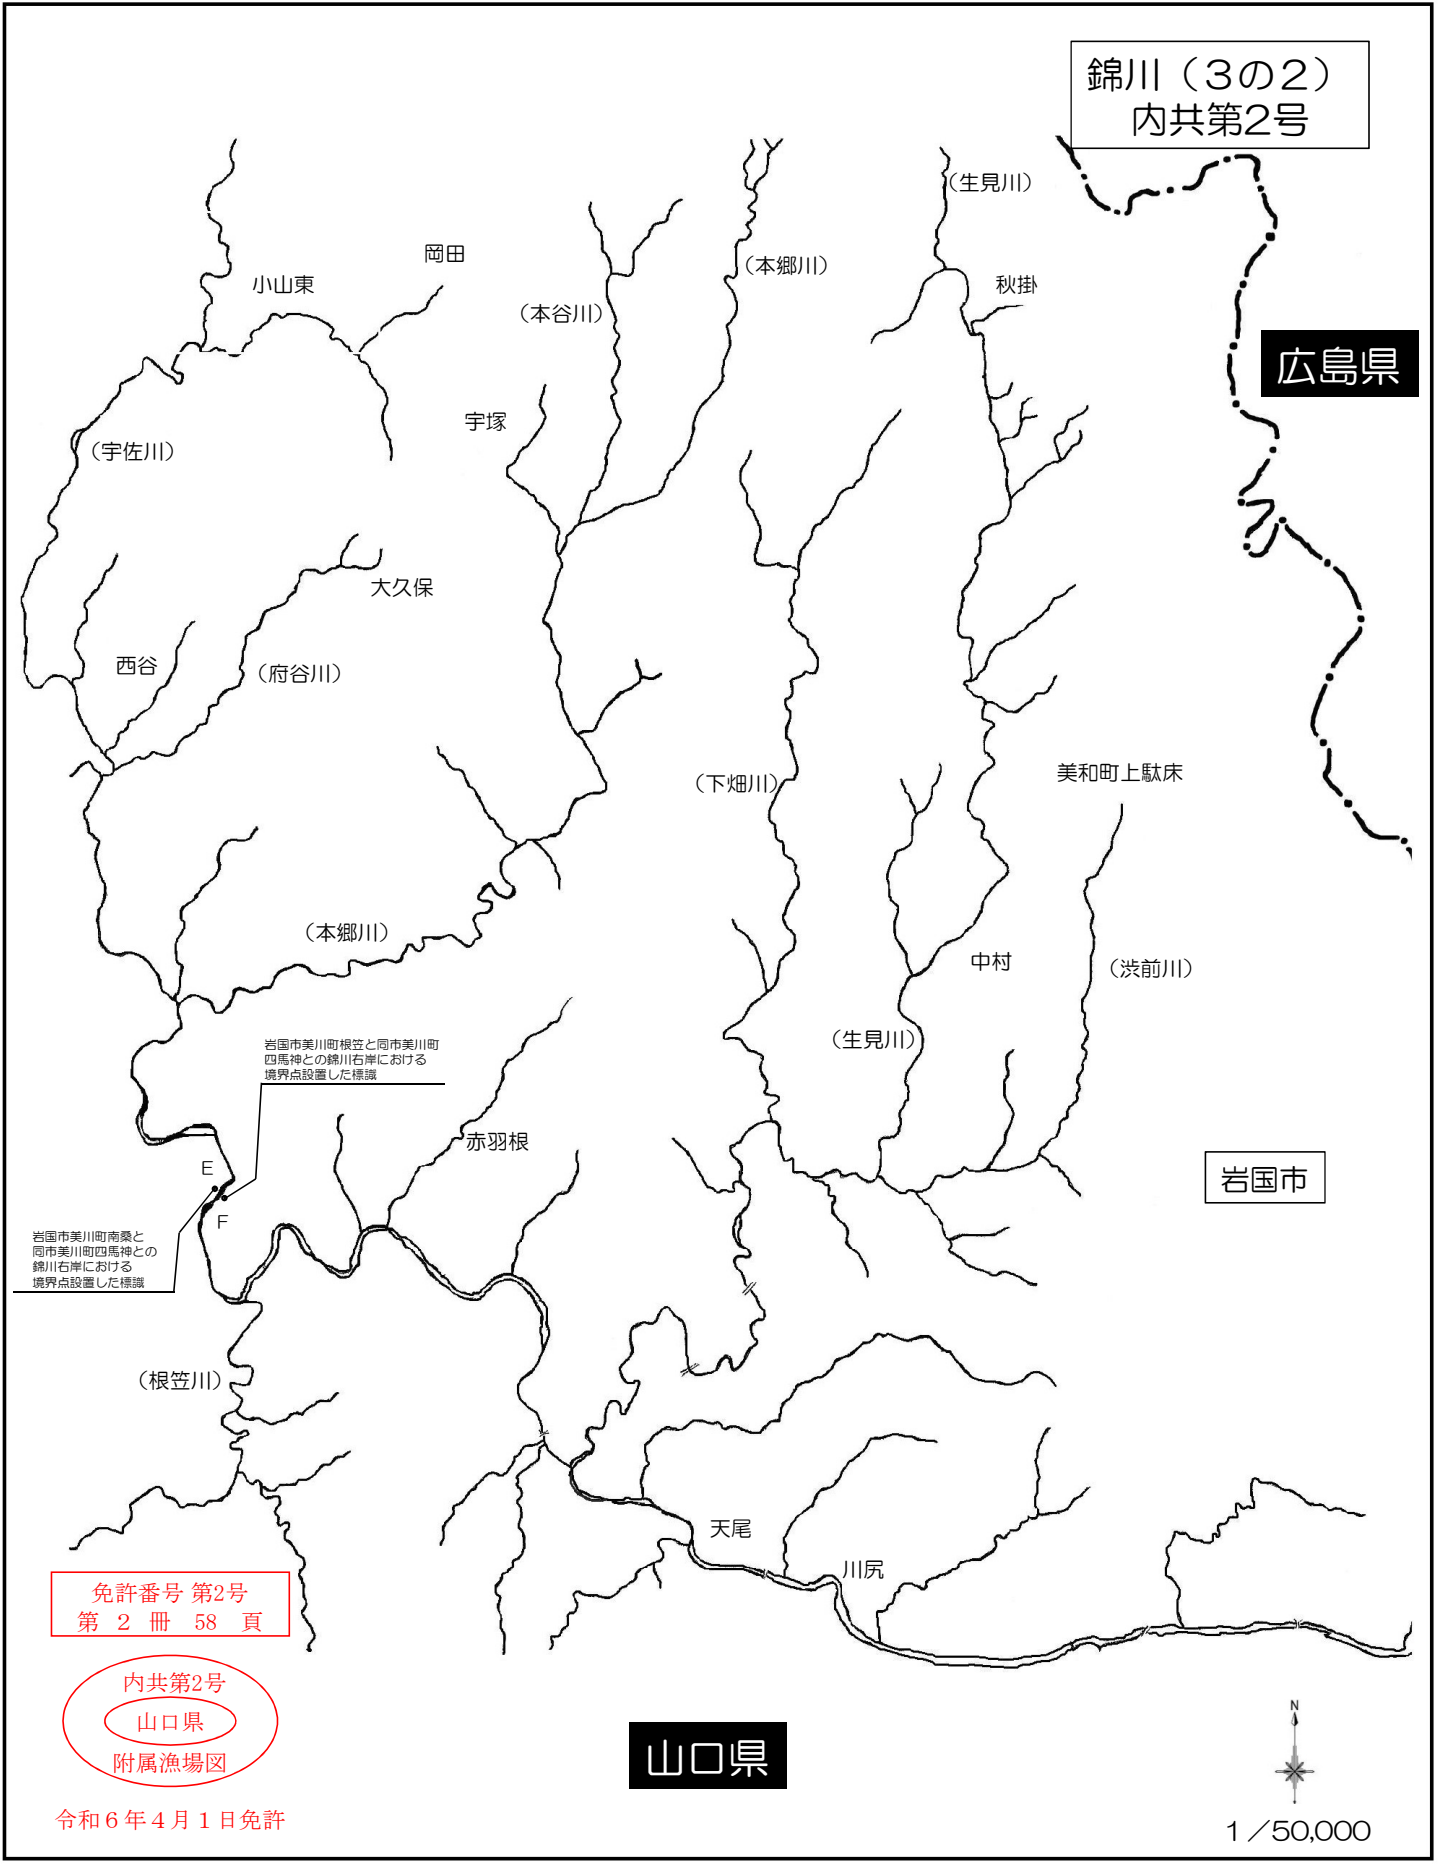 錦川（３の２）
内共第2号
（生見川）
岡田
（本郷川）
小山東
秋掛
（本谷川）
広島県
宇塚
（宇佐川）
大久保
西谷
（府谷川）
（下畑川）
美和町上駄床
（本郷川）
中村
（渋前川）
（生見川）
岩国市美川町根笠と同市美川町
四馬神との錦川右岸における
境界点設置した標識
赤羽根
E
岩国市
F
岩国市美川町南桑と
同市美川町四馬神との
錦川右岸における
境界点設置した標識
（根笠川）
天尾
川尻
免許番号 第2号
第 2 冊 58 頁
内共第2号
山口県
附属漁場図
令和６年４月１日免許
山口県
N
１／50,000